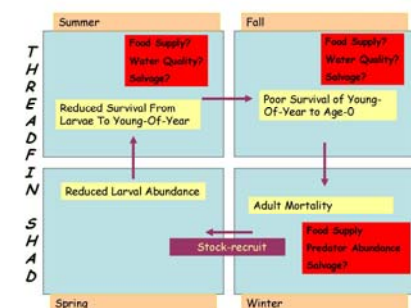 THREADFIN SHAD
Summer
Food Supply?
Water Quality?
Salvage?
Reduced Survival From
Larvae To Young-Of-Year
Fall
Food Supply?
Water Quality?
Salvage?
Poor Survival of Young-
Of-Year to Age-0
Reduced Larval Abundance
Stock-recruit
Spring
Adult Mortality
Food Supply
Predator Abundance
Salvage?
Winter